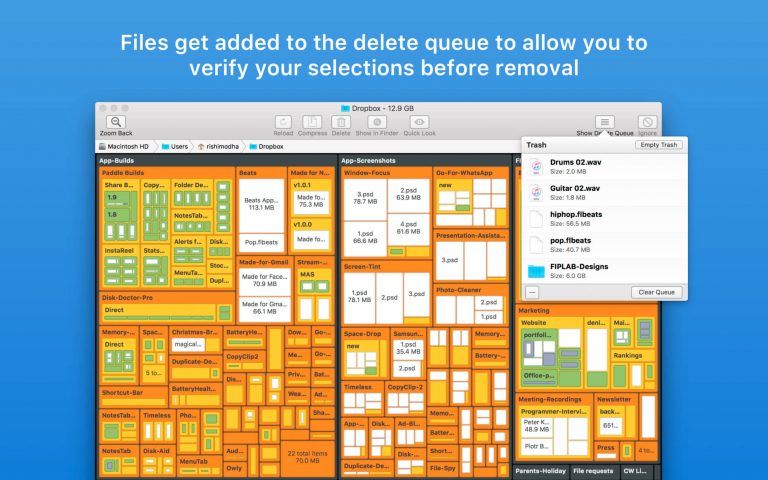 Files get added to the delete queue to allow you to
verify your selections before removal
Dropbox - 12.9 GB
Zoom Back
Reload
Compress
Delete
Show in Finder
Quick Look
Show Delete Queue
Ignore
Macintosh HD
Users
rishimodha
Dropbox
Trash
Empty Trash
Drums 02.wav
Size: 2.0 MB
Guitar 02.wav
Size: 1.8 MB
hiphop.flbeats
Size: 56.5 MB
pop.flbeats
Size: 40.7 MB
FIPLAB-Designs
Size: 6.0 GB
Clear Queue
App-Builds
Paddle Builds
Share B...
1.9
1.8
Copy...
Folder De...
NotesTab...
InstaReel
Stats...
Alerts f...
Disk...
MenuTa...
Stoc...
Dupl...
Beats
Beats App...
113.1 MB
Pop.flbeats
Made for N...
v1.0.1
Made fo...
75.3 MB
v1.0.0
Made fo...
Made-for-Gmail
Made for Face...
70.9 MB
Made for Gma...
66.1 MB
Stream-...
MAS
Disk-Doctor-Pro
Direct
Memory-...
Direct
Spac...
5 to...
Christmas-Br...
magical...
Duplicate-De...
BatteryHealt...
Shortcut-Bar
BatteryHe...
CopyClip2
Dis...
Dow...
Go-...
Disk...
Dup...
Priv...
Bat...
Wea...
Ad...
Sha...
NotesTab...
Timeless
Pho...
NotesTab
Disk-Aid
MenuTab
Aud...
Owly
22 total items
70.0 MB
App-Screenshots
Window-Focus
3.psd
78.7 MB
2.psd
63.9 MB
1.psd
66.6 MB
4.psd
61.6 MB
Go-For-WhatsApp
new
Presentation-Assista...
3.psd
Screen-Tint
1.psd
78.1 MB
3.psd
2.psd
Photo-Cleaner
2.psd
1.psd
Space-Drop
new
Samsun...
1.psd
35.4 MB
Memory...
Battery-...
Timeless
CopyClip-2
App-...
Disk...
Ad-Bl...
Duplicate-De...
Memo...
Batter...
Short...
File-Spy
Marketing
Website
portfoli...
Office-p...
deni...
Mai...
Rankings
Meeting-Recordings
Programmer-Intervi...
Peter K...
48.9 MB
Piotr B...
Newsletter
back...
651...
Press
4 to...
Parents-Holiday
File requests
CW Li...